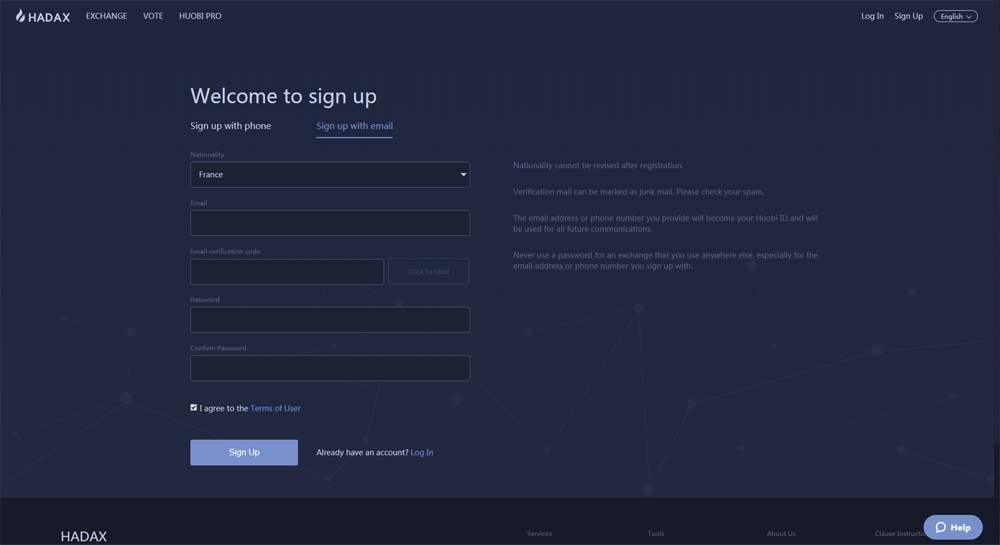 HADAX EXCHANGE VOTE HUOBI PRO Log In Sign Up English
Welcome to sign up
Sign up with phone Sign up with email
Nationality
France
Email
Email verification code
Click to send
Password
Confirm Password
I agree to the Terms of User
Sign Up Already have an account? Log In
Nationality cannot be revised after registration.
Verification mail can be marked as junk mail. Please check your spam.
The email address or phone number you provide will become your Huobi ID and will
be used for all future communications.
Never use a password for an exchange that you use anywhere else, especially for the
email address or phone number you sign up with.
HADAX Services Tools About Us Clause Instruction
Help